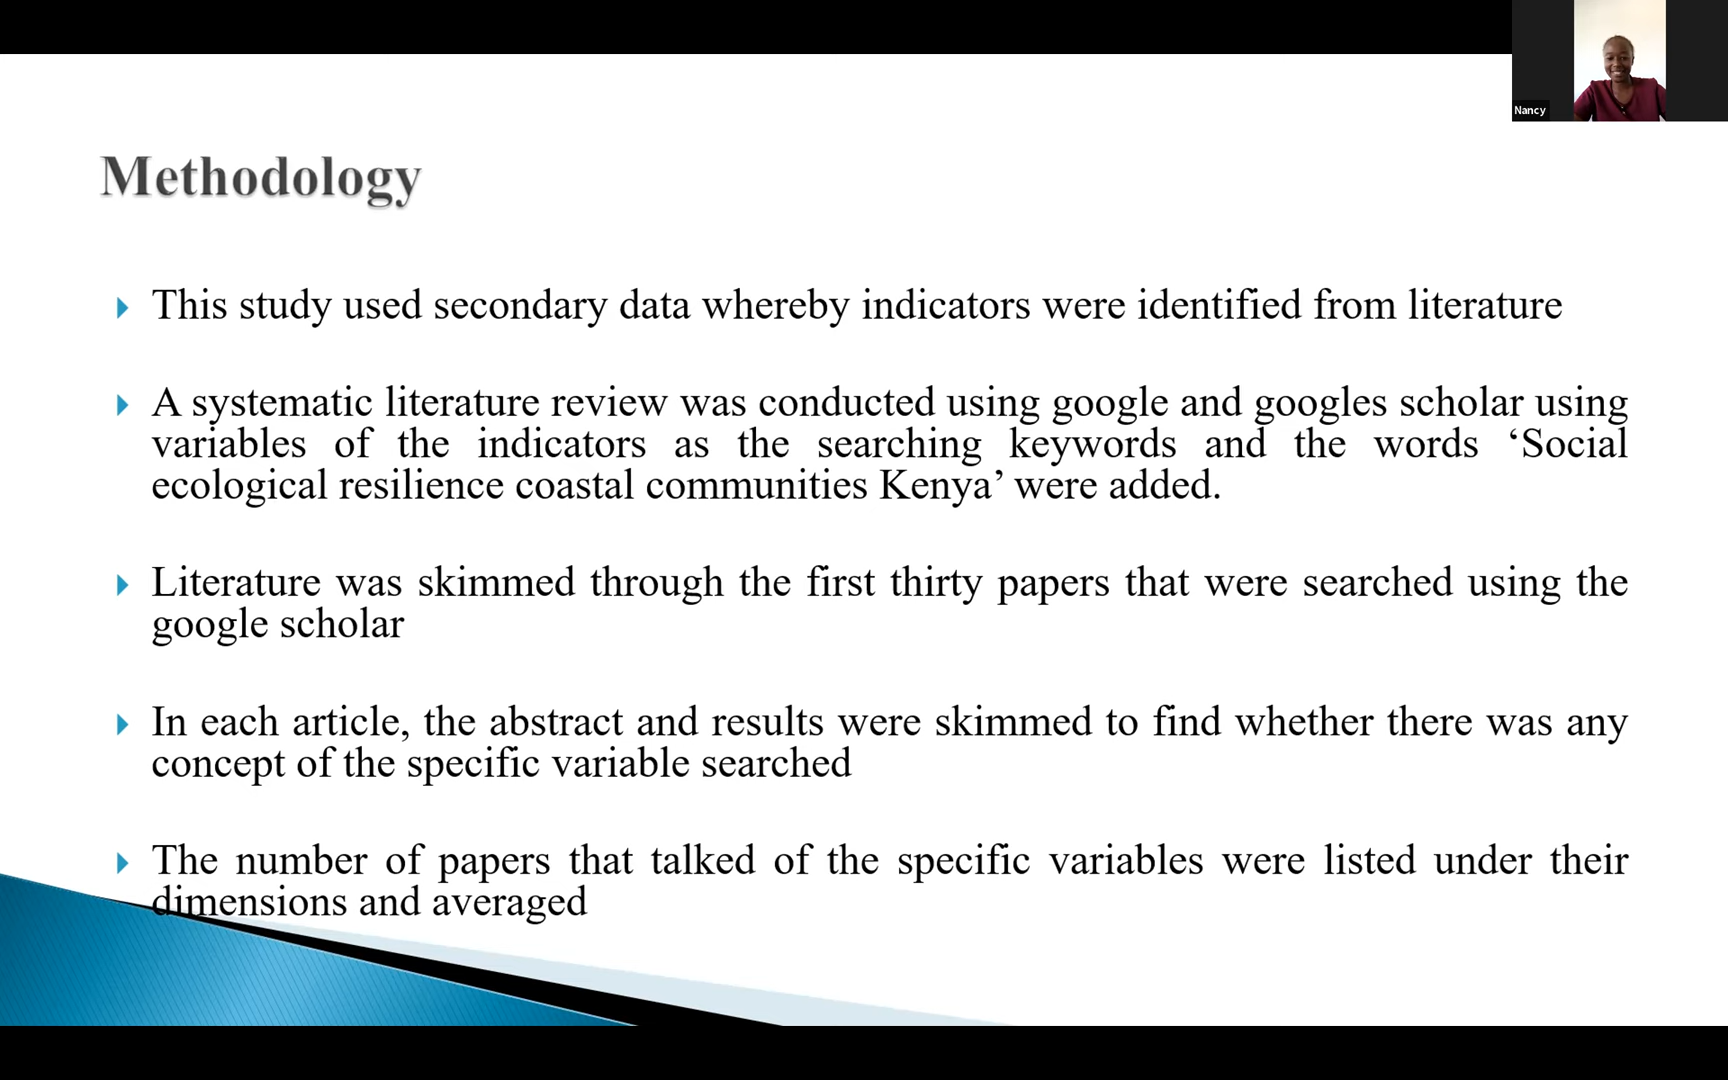 Nancy
Methodology
This study used secondary data whereby indicators were identified from literature
A systematic literature review was conducted using google and googles scholar using
variables of the indicators as the searching keywords and the words ‘Social
ecological resilience coastal communities Kenya’ were added.
Literature was skimmed through the first thirty papers that were searched using the
google scholar
In each article, the abstract and results were skimmed to find whether there was any
concept of the specific variable searched
The number of papers that talked of the specific variables were listed under their
dimensions and averaged